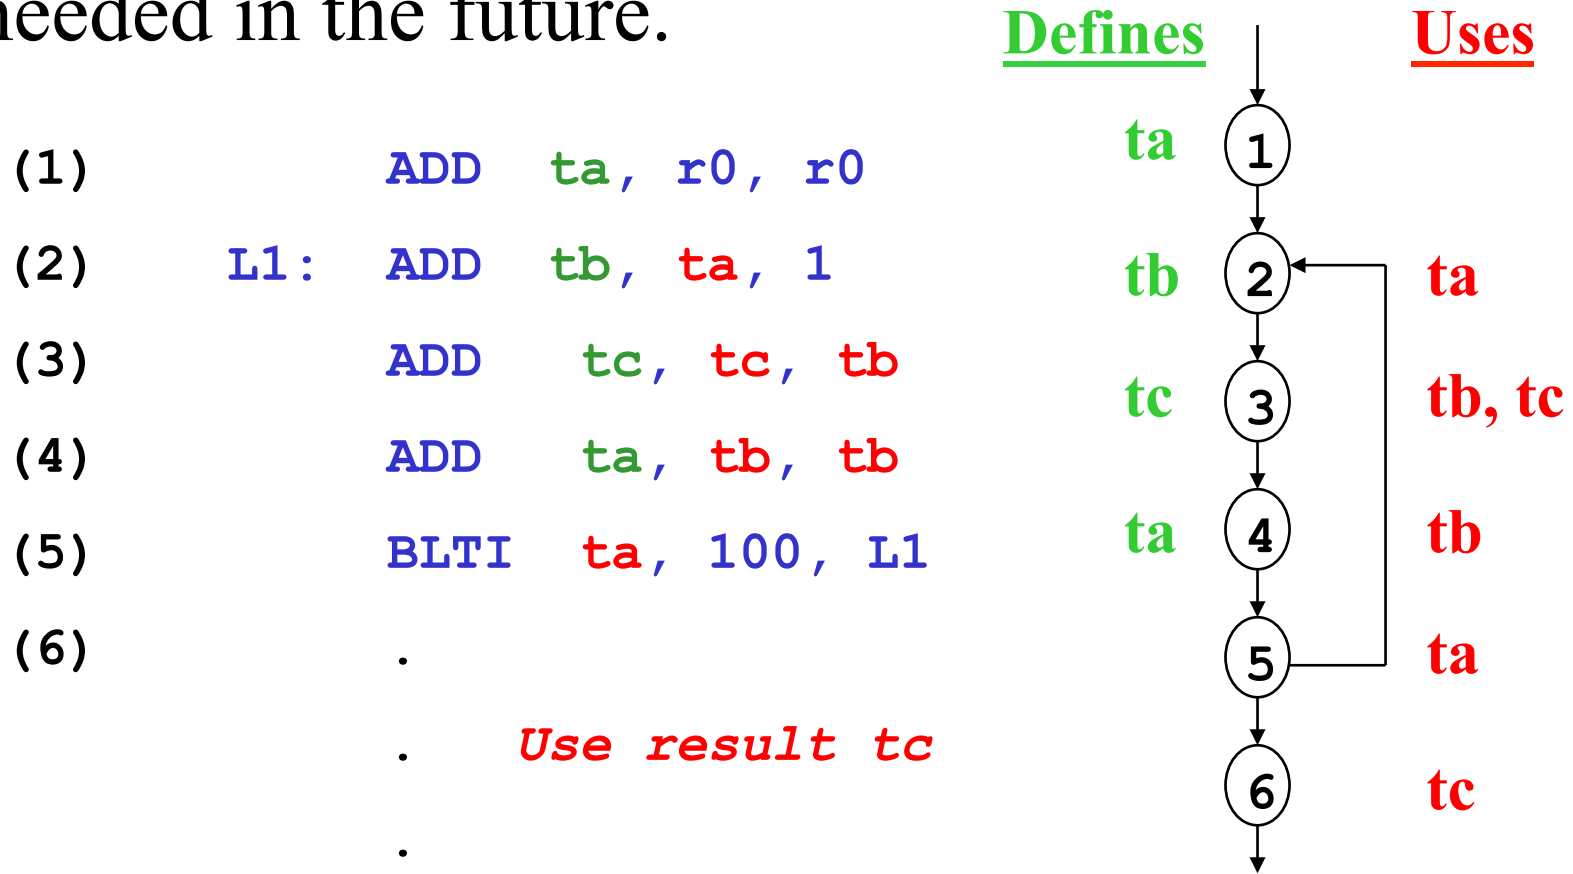 needed in the future.
Defines Uses
(1) ADD ta, r0, r0
(2) L1: ADD tb, ta, 1
(3) ADD tc, tc, tb
(4) ADD ta, tb, tb
(5) BLTI ta, 100, L1
(6) .
. Use result tc
.
ta 1
tb 2 ta
tc 3 tb, tc
ta 4 tb
5 ta
6 tc